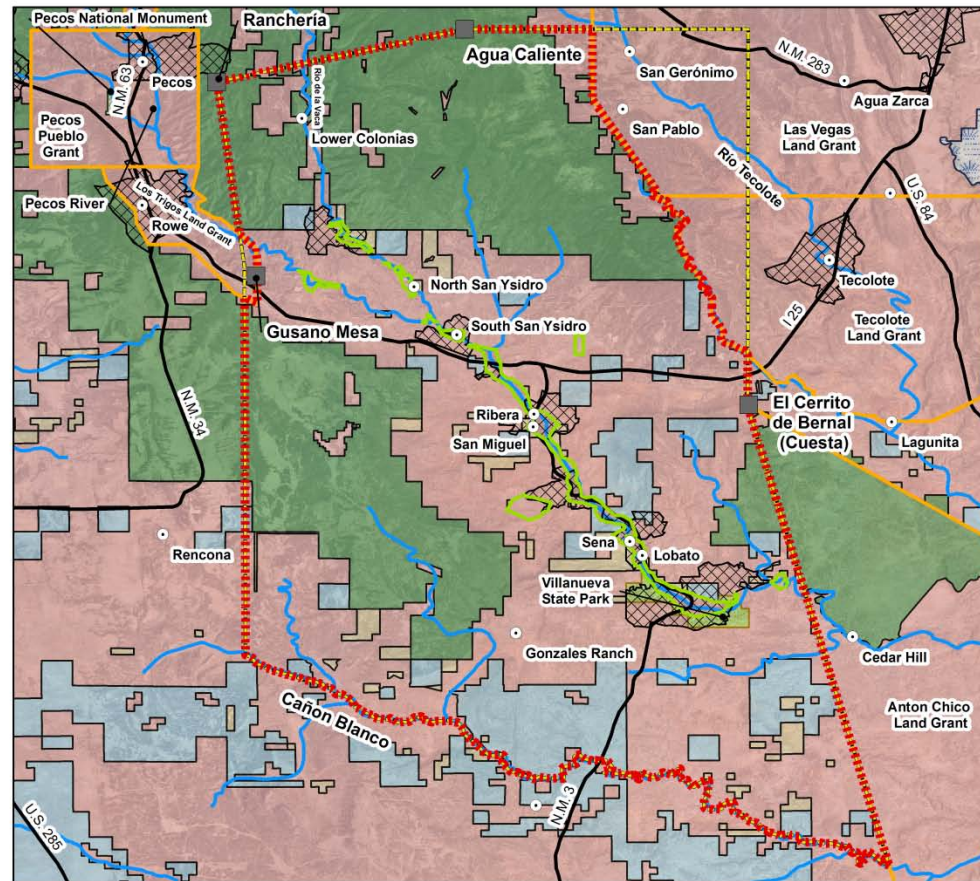 Pecos National Monument
Ranchería
N.M. 63
Pecos
Agua Caliente
San Gerónimo
N.M. 283
Agua Zarca
Pecos
Pueblo
Grant
Rio de la Vaca
Lower Colonias
San Pablo
Las Vegas
Land Grant
Río Tecolote
U.S. 84
Pecos River
Los Trigos Land Grant
Rowe
Tecolote
North San Ysidro
I 25
Tecolote
Land Grant
Gusano Mesa
South San Ysidro
N.M. 34
Ribera
San Miguel
El Cerrito
de Bernal
(Cuesta)
Lagunita
Rencona
Sena
Lobato
Villanueva
State Park
Gonzales Ranch
Cedar Hill
Cañon Blanco
Anton Chico
Land Grant
N.M. 3
U.S. 285